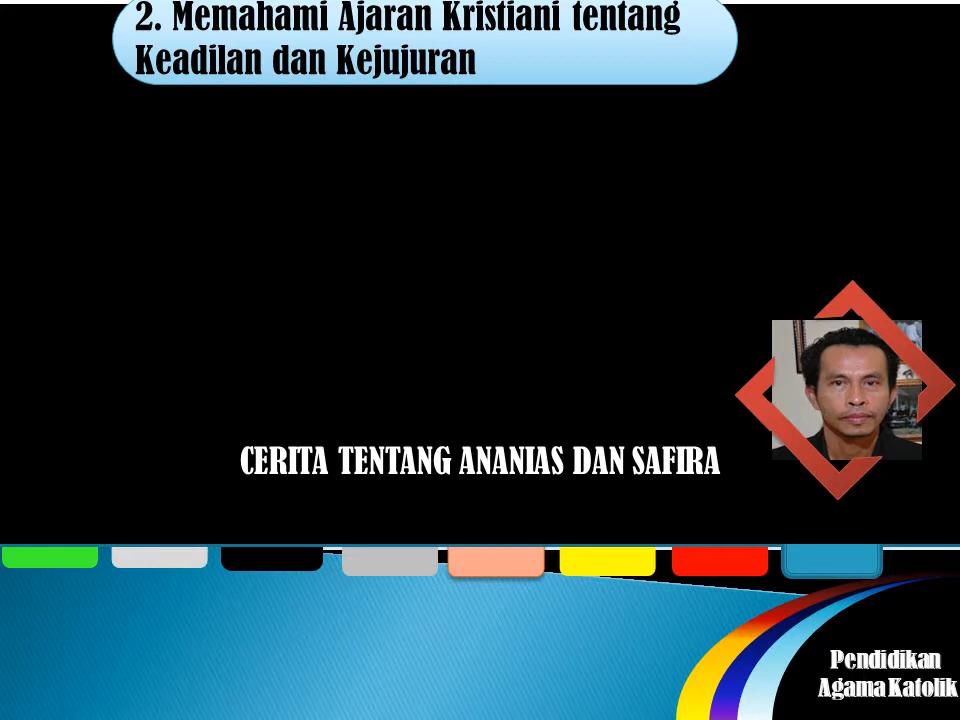 2. Memahami Ajaran Kristiani tentang
Keadilan dan Kejujuran
CERITA TENTANG ANANIAS DAN SAFIRA
Pendidikan
Agama Katolik